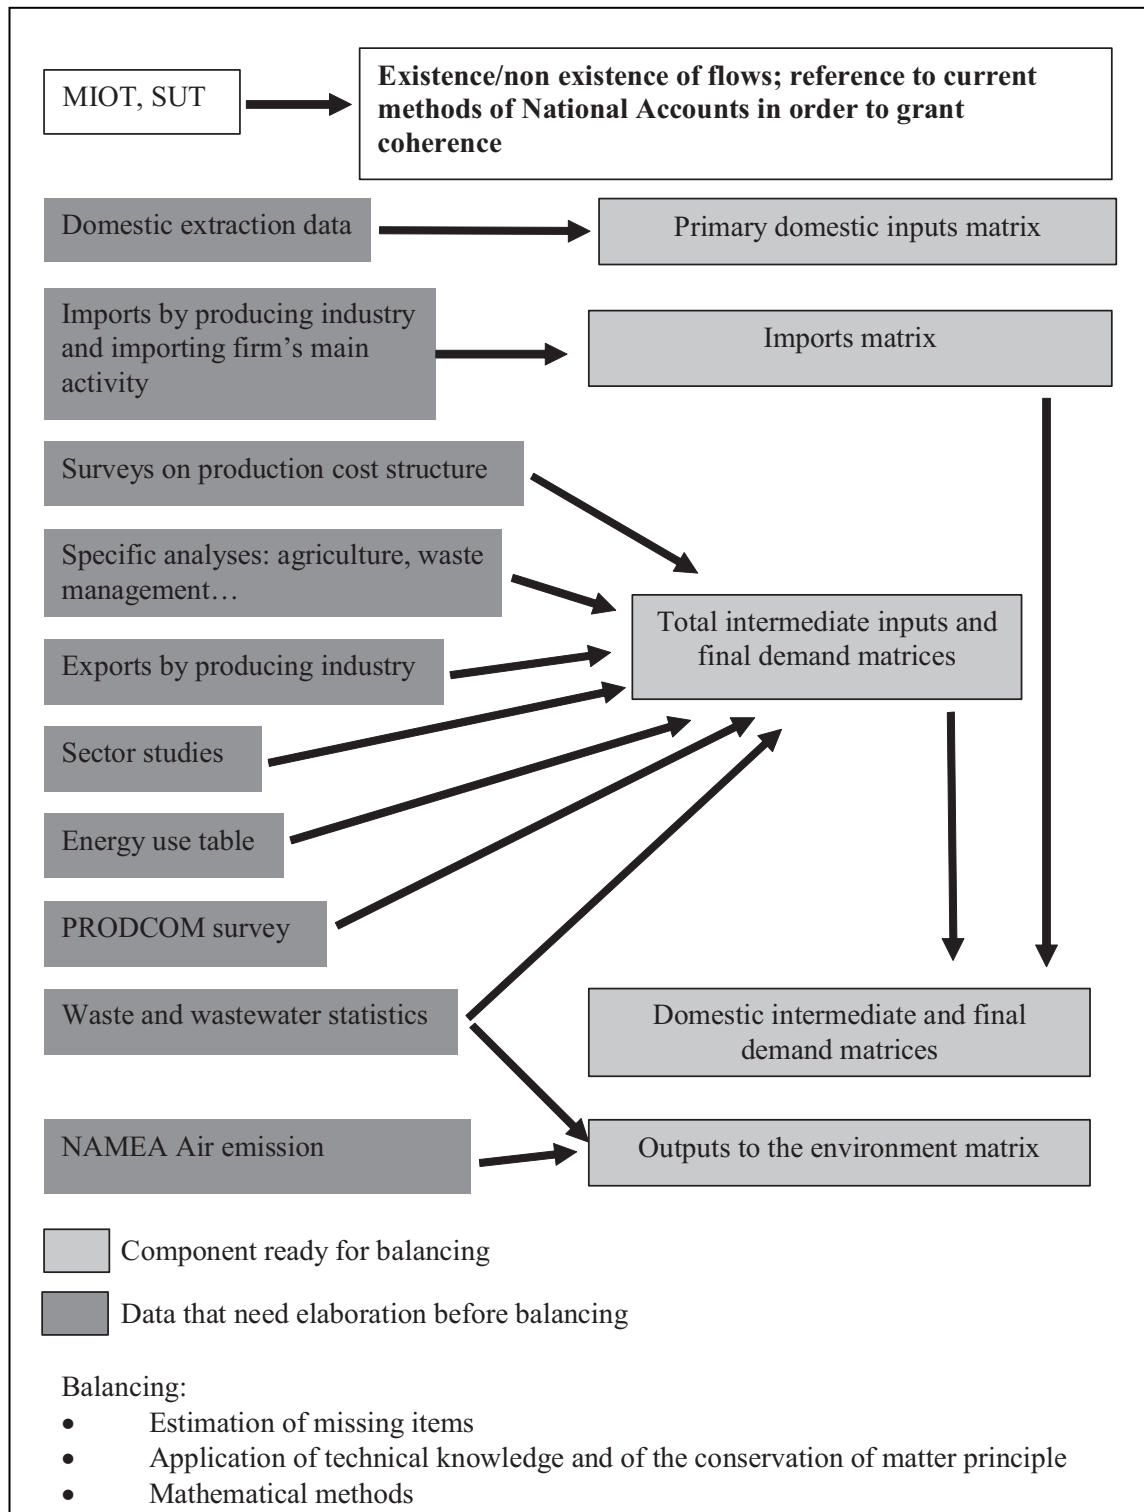 MIOT, SUT
Existence/non existence of flows; reference to current
methods of National Accounts in order to grant
coherence
Domestic extraction data
Primary domestic inputs matrix
Imports by producing industry
and importing firm's main
activity
Imports matrix
Surveys on production cost structure
Specific analyses: agriculture, waste
management…
Total intermediate inputs and
final demand matrices
Exports by producing industry
Sector studies
Energy use table
PRODCOM survey
Waste and wastewater statistics
Domestic intermediate and final
demand matrices
NAMEA Air emission
Outputs to the environment matrix
Component ready for balancing
Data that need elaboration before balancing
Balancing:
• Estimation of missing items
• Application of technical knowledge and of the conservation of matter principle
• Mathematical methods